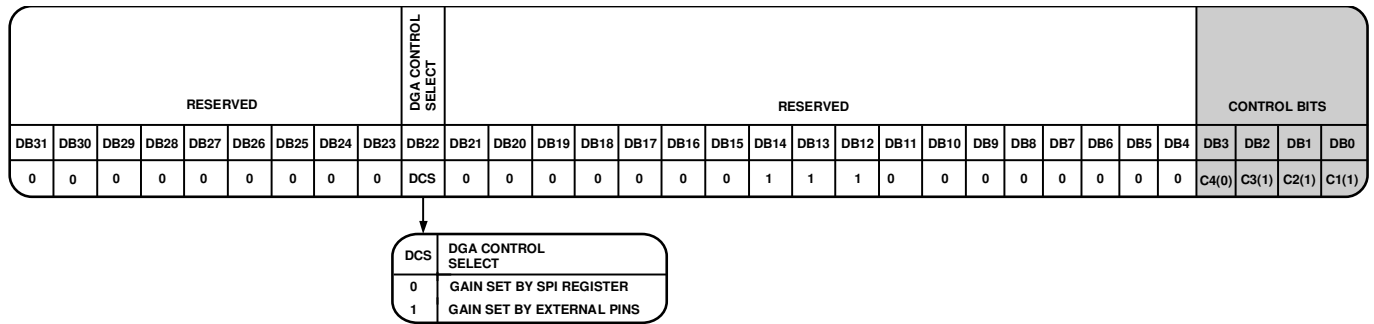 RESERVED
DGA CONTROL
SELECT
RESERVED
CONTROL BITS
DB31 DB30 DB29 DB28 DB27 DB26 DB25 DB24 DB23 DB22 DB21 DB20 DB19 DB18 DB17 DB16 DB15 DB14 DB13 DB12 DB11 DB10 DB9 DB8 DB7 DB6 DB5 DB4 DB3 DB2 DB1 DB0
0 0 0 0 0 0 0 0 0 DCS 0 0 0 0 0 0 0 1 1 1 0 0 0 0 0 0 0 0 C4(0) C3(1) C2(1) C1(1)
DCS DGA CONTROL
SELECT
0 GAIN SET BY SPI REGISTER
1 GAIN SET BY EXTERNAL PINS